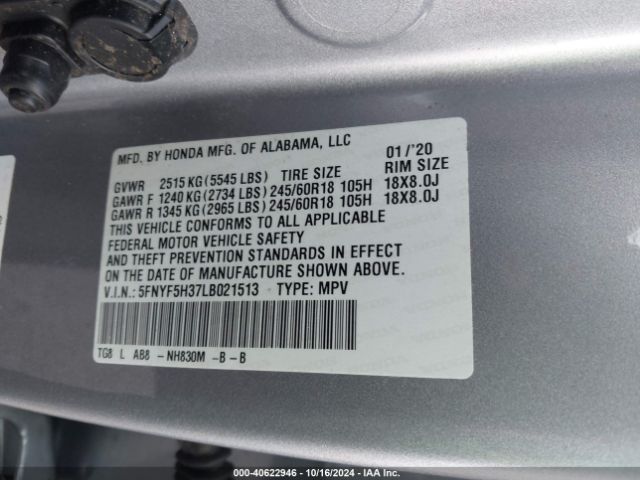 MFD. BY HONDA MFG. OF ALABAMA, LLC
01/'20
GVWR 2515 KG (5545 LBS) TIRE SIZE RIM SIZE
GAWR F 1240 KG (2734 LBS) 245/60R18 105H 18X8.0J
GAWR R 1345 KG (2965 LBS) 245/60R18 105H 18X8.0J
THIS VEHICLE CONFORMS TO ALL APPLICABLE
FEDERAL MOTOR VEHICLE SAFETY
AND THEFT PREVENTION STANDARDS IN EFFECT
ON THE DATE OF MANUFACTURE SHOWN ABOVE.
V.I.N.: 5FNYF5H37LB021513 TYPE: MPV
TG8 L AB8 -NH830M -B-B
000-40622946 - 10/16/2024 - IAA Inc.